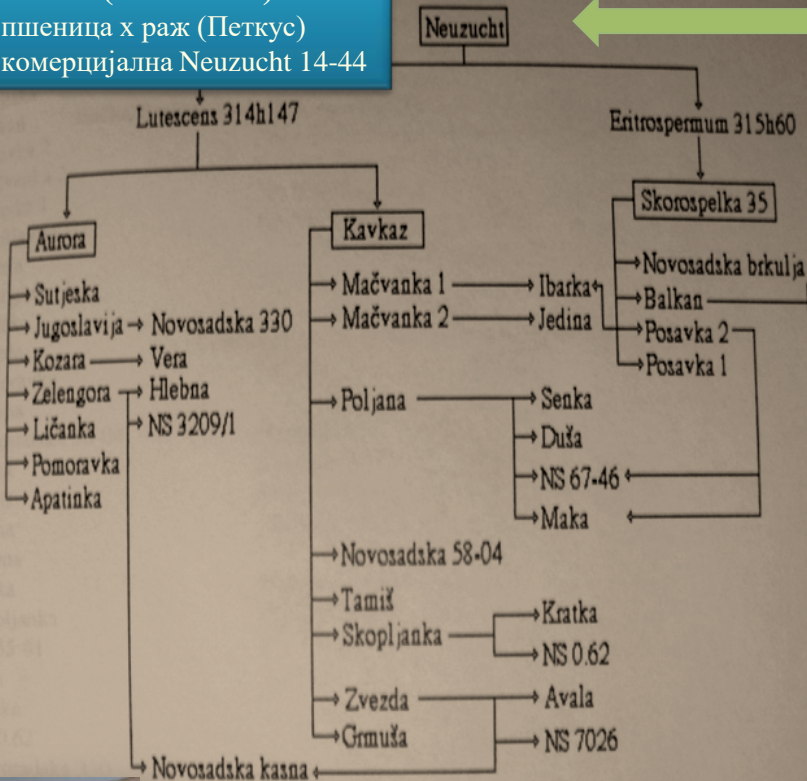 пшеница x раж (Петкус)
комерцијална Neuzucht 14-44
Neuzucht
Lutescens 314h147
Eritrospermum 315h60
Aurora
Kavkaz
Skorospelka 35
Sutjeska
Jugoslavija
Novosadska 330
Kozara
Vera
Zelengora
Hlebna
NS 3209/1
Ličanka
Pomoravka
Apatinka
Mačvanka 1
Ibarka
Mačvanka 2
Jedina
Poljana
Senka
Duša
NS 67-46
Maka
Novosadska 58-04
Tamiš
Skopljanka
Kratka
NS 0.62
Zvezda
Avala
Grmuša
NS 7026
Novosadska kasna
Novosadska brkulja
Balkan
Posavka 2
Posavka 1